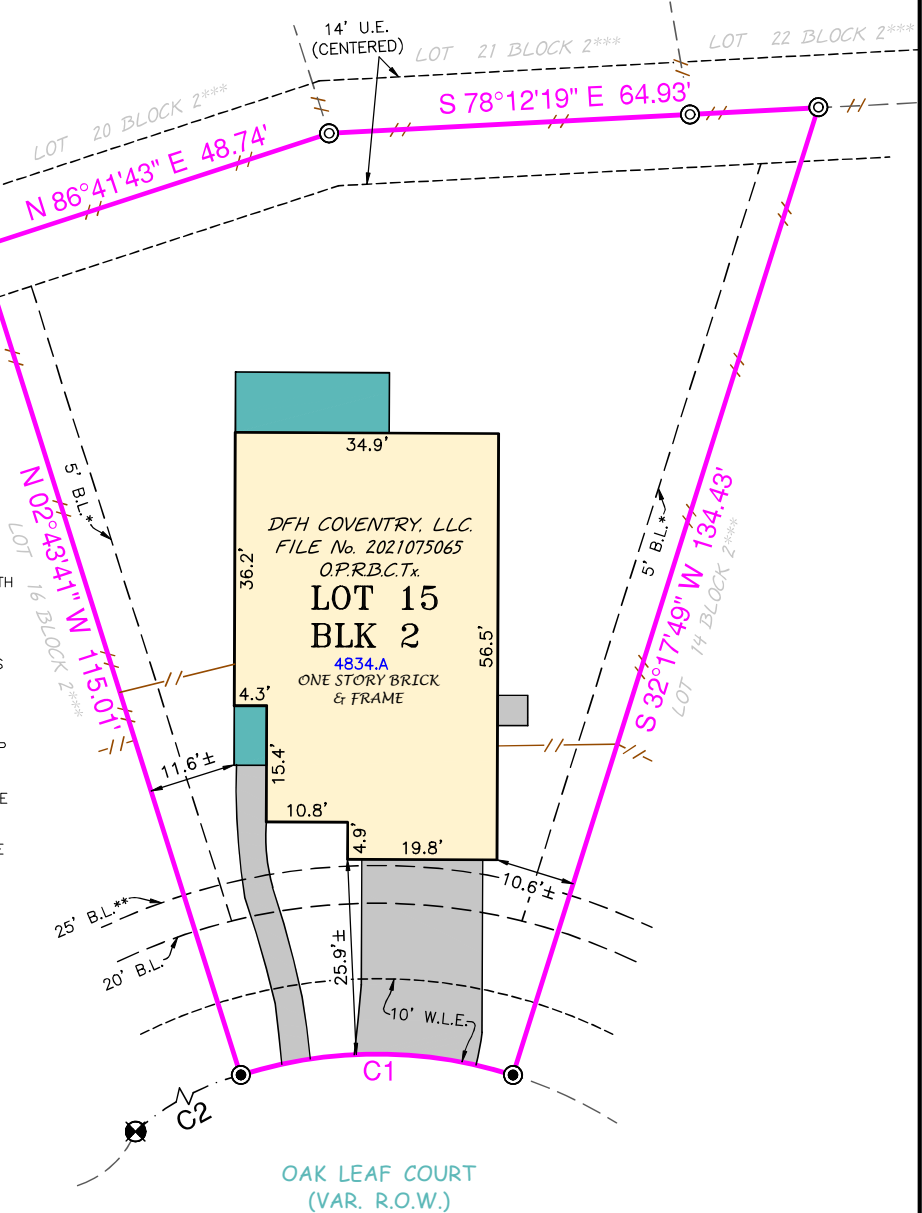 14' U.E.
(CENTERED)
LOT 21 BLOCK 2***
LOT 22 BLOCK 2***
LOT 20 BLOCK 2***
S 78°12'19" E 64.93'
N 86°41'43" E 48.74'
34.9'
5' B.L.*
N 02°43'41" W 115.01'
LOT 16 BLOCK 2***
36.2'
DFH COVENTRY, LLC.
FILE No. 2021075065
O.P.R.B.C.Tx.
LOT 15
BLK 2
4834.A
ONE STORY BRICK
& FRAME
56.5'
5' B.L.*
S 32°17'49" W 134.43'
LOT 14 BLOCK 2***
TH
S
P
E
E
4.3'
15.4'
11.6'±
10.8'
4.9'
19.8'
10.6'±
25' B.L.**
20' B.L.
25.9'±
10' W.L.E.
C1
C2
OAK LEAF COURT
(VAR. R.O.W.)